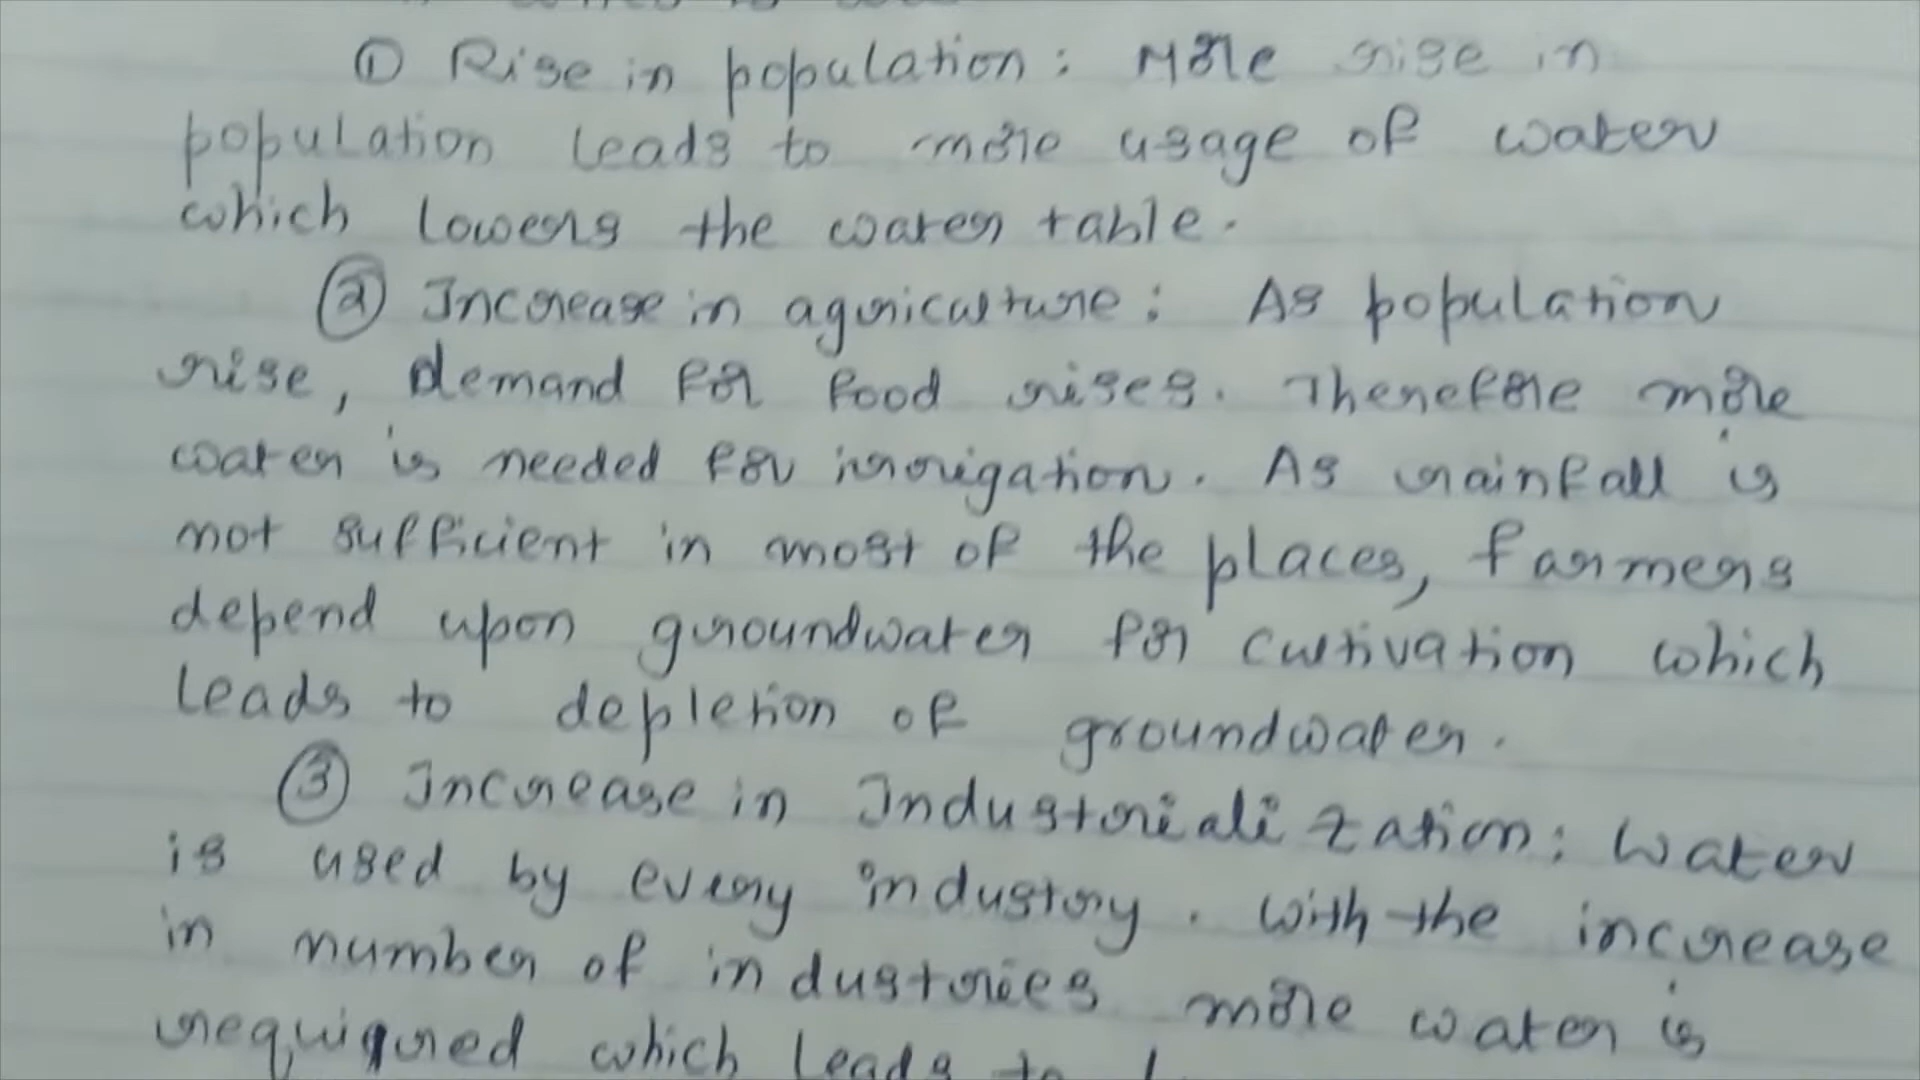 ① Rise in population: More rise in
population leads to more usage of water
which lowers the water table.
② Increase in agriculture: As population
rise, demand for food rises. Therefore more
water is needed for irrigation. As rainfall is
not sufficient in most of the places, farmers
depend upon groundwater for cultivation which
leads to depletion of groundwater.
③ Increase in Industriali zation: Water
is used by every industry. With the increase
in number of industries more water is
required which leads to